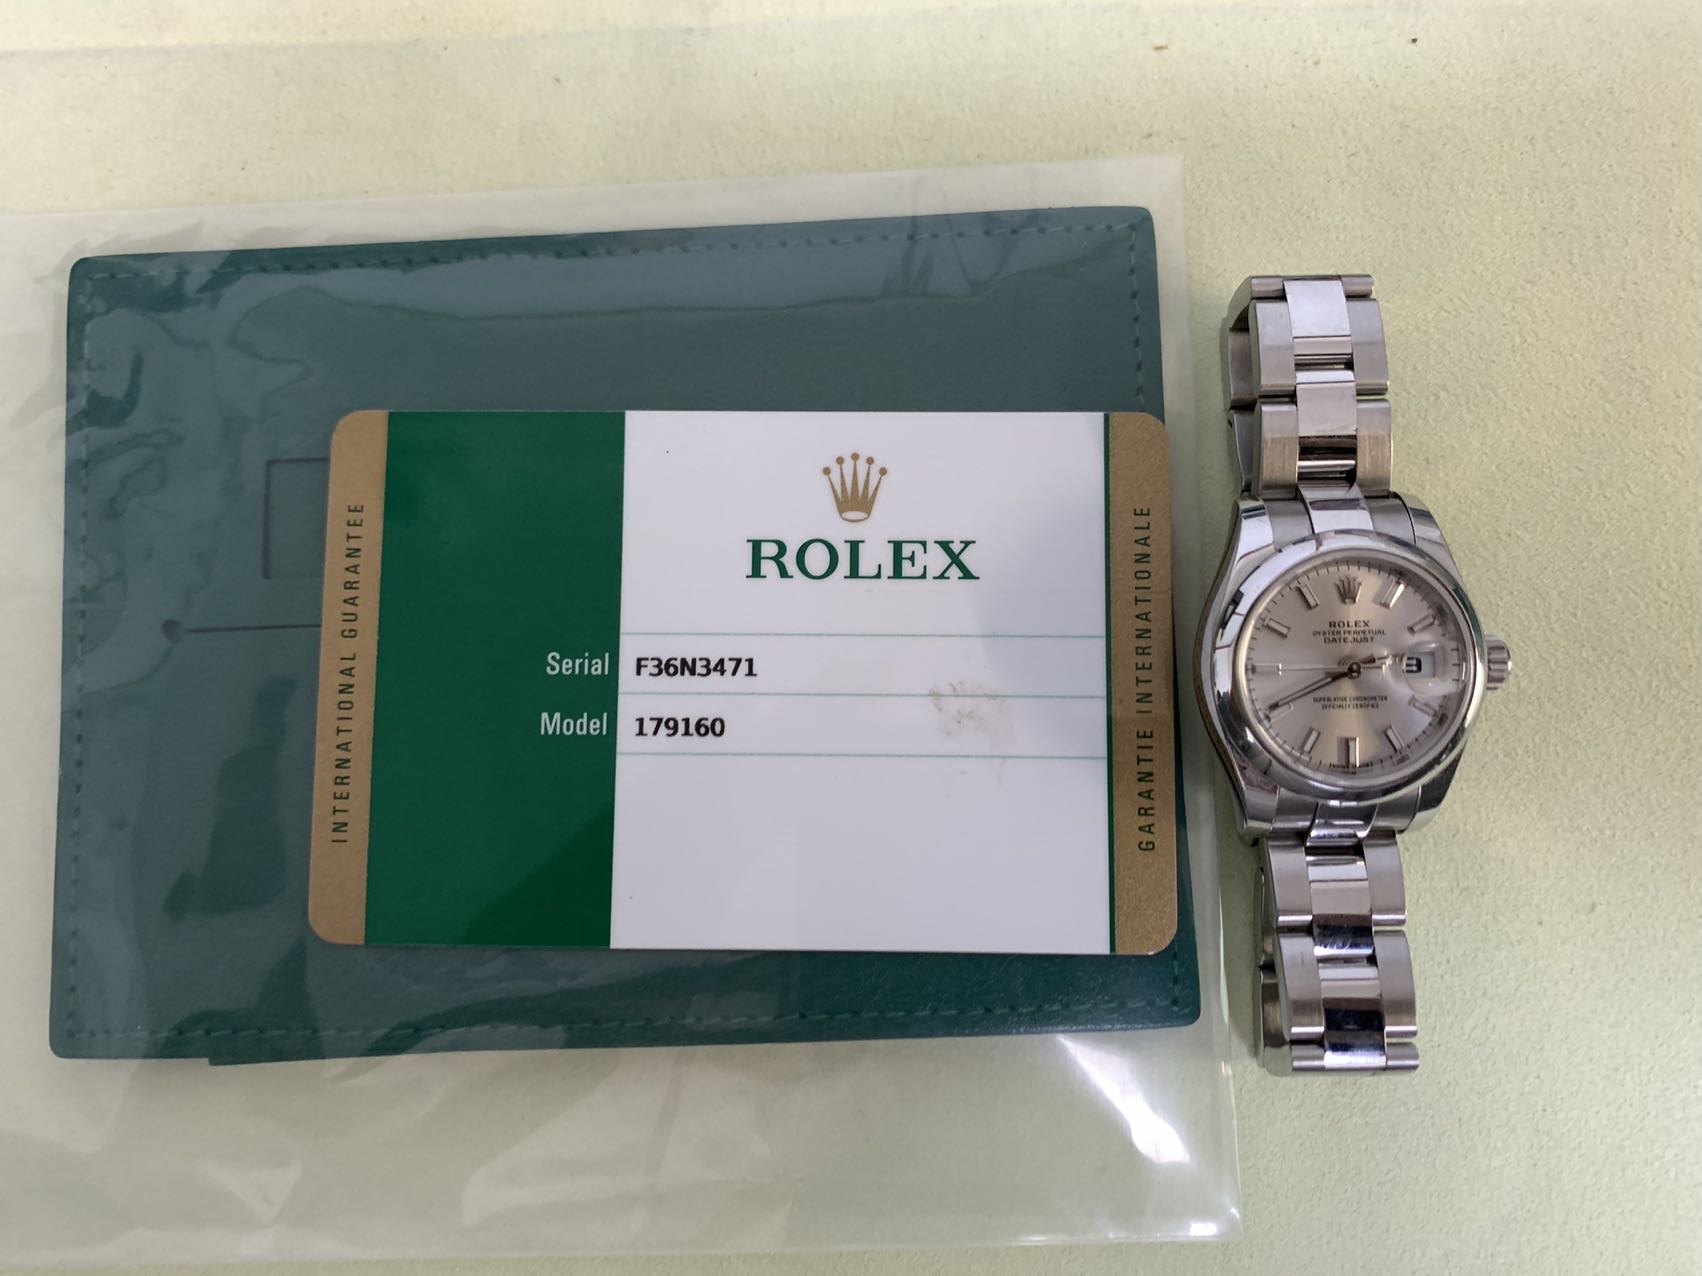 INTERNATIONAL GUARANTEE
ROLEX
Serial F36N3471
Model 179160
GARANTIE INTERNATIONALE
ROLEX
OYSTER PERPETUAL
DATEJUST
SUPERLATIVE CHRONOMETER
OFFICIALLY CERTIFIED